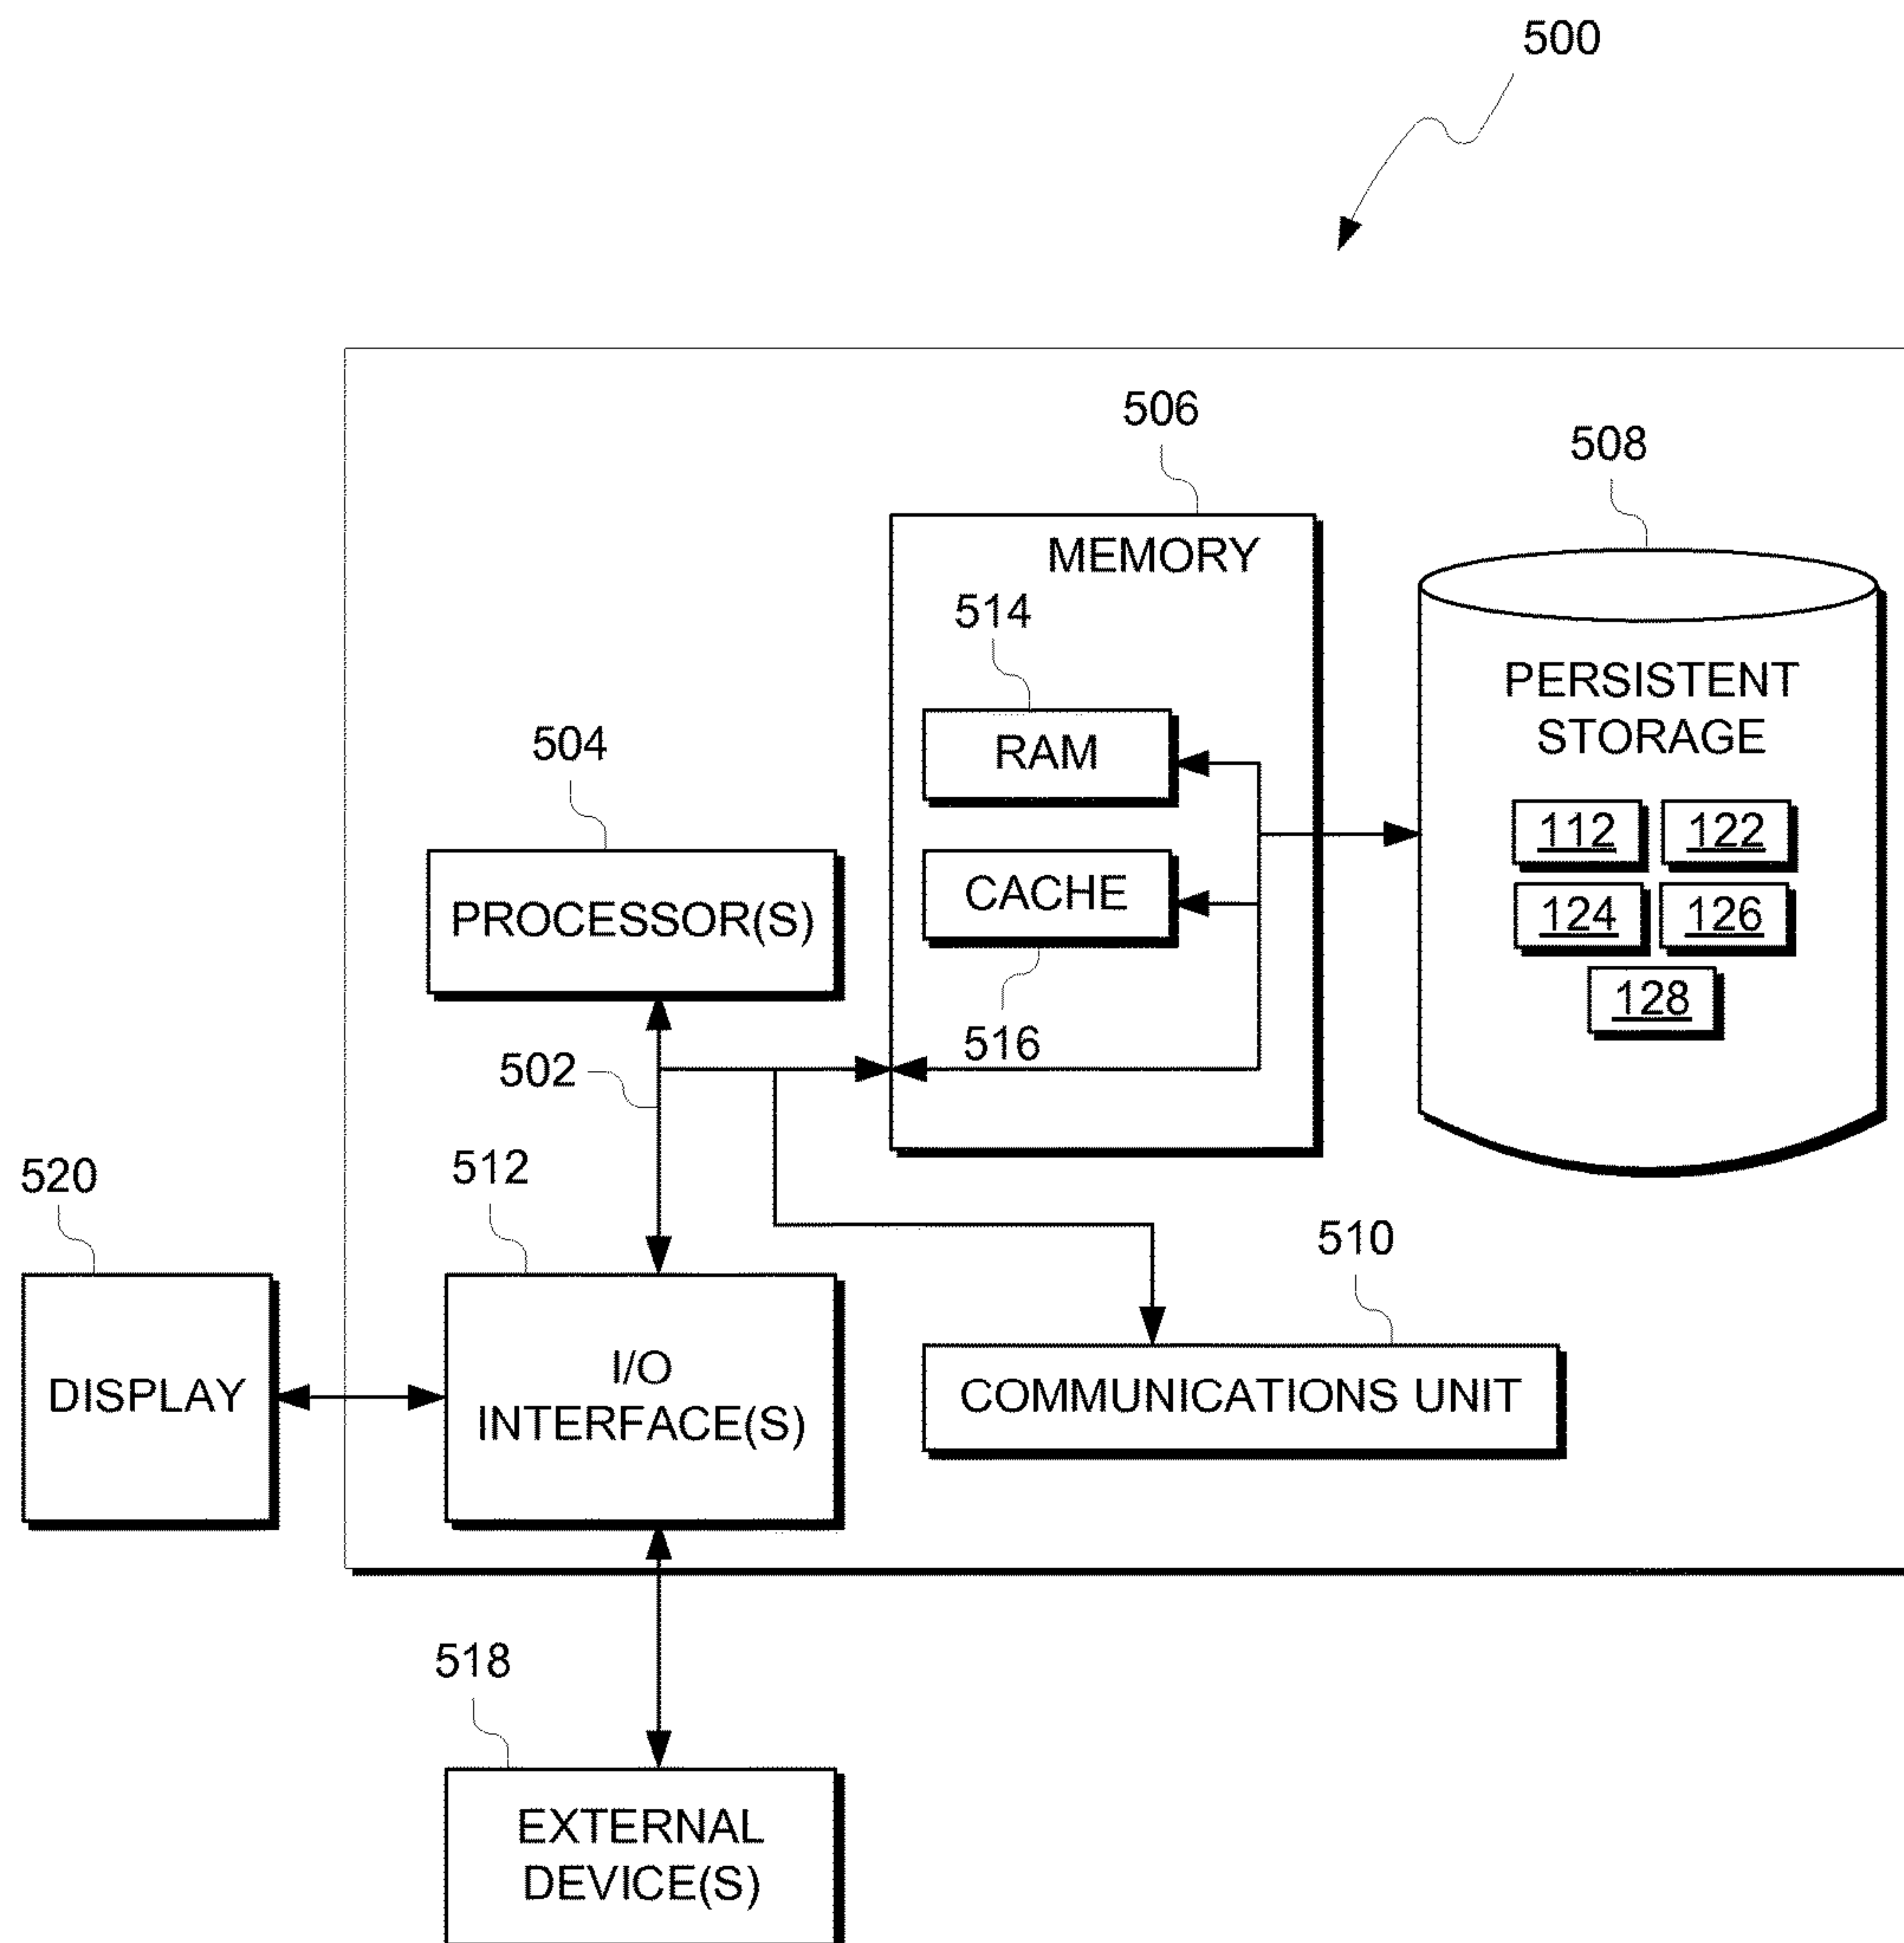 500
506
508
MEMORY
514
RAM
PERSISTENT
STORAGE
504
112 122
CACHE
PROCESSOR(S)
124 126
128
516
502
520
512
510
DISPLAY
I/O
INTERFACE(S)
COMMUNICATIONS UNIT
518
EXTERNAL
DEVICE(S)